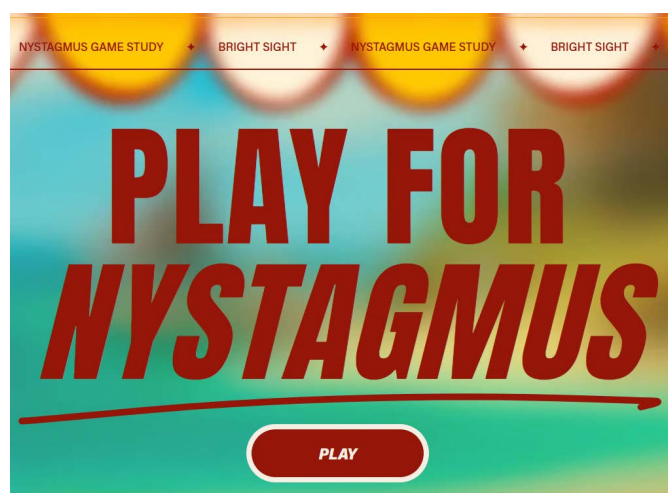 NYSTAGMUS GAME STUDY ✦ BRIGHT SIGHT ✦ NYSTAGMUS GAME STUDY ✦ BRIGHT SIGHT ✦
PLAY FOR
NYSTAGMUS
PLAY